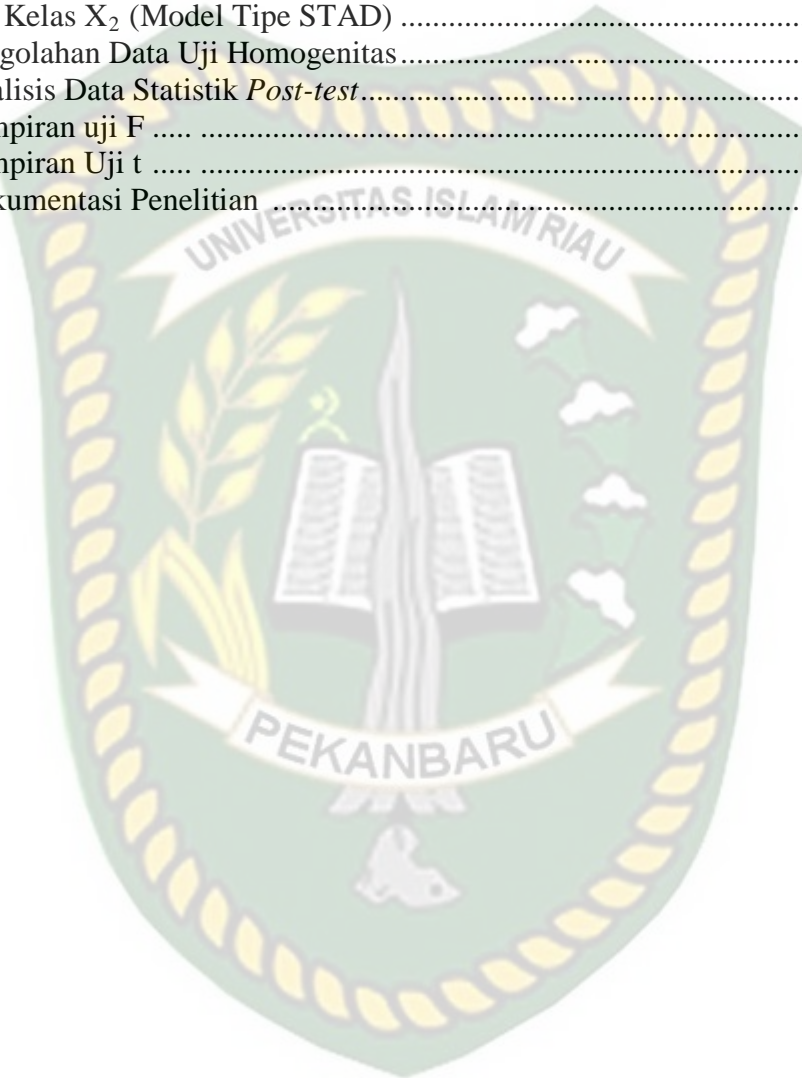 Kelas X₂ (Model Tipe STAD) ........................................................
golahan Data Uji Homogenitas........................................................
alisis Data Statistik Post-test..............................................................
npiran uji F ..... ..................................................................................
npiran Uji t ..... ..................................................................................
kumentasi Penelitian .......................................................................
UNIVERSITAS ISLAM RIAU
PEKANBARU